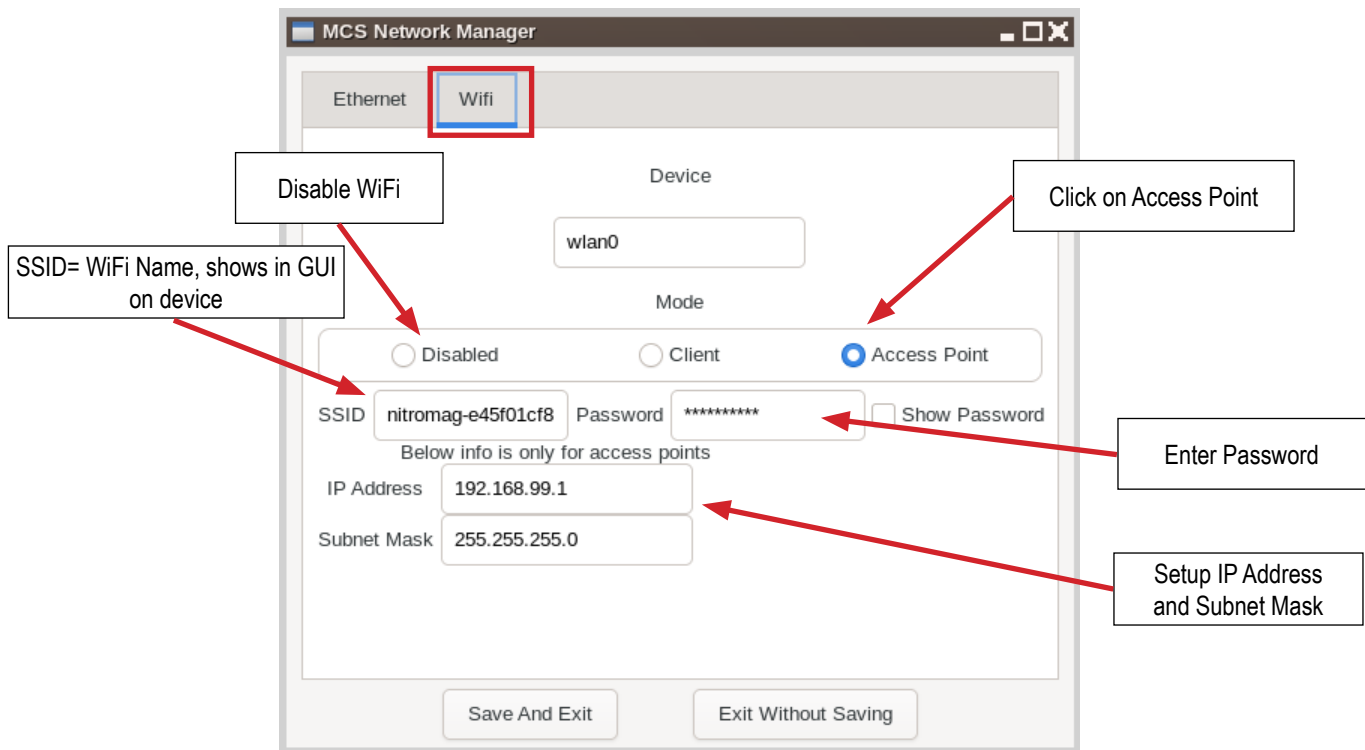 MCS Network Manager
Ethernet
Wifi
Disable WiFi
Device
Click on Access Point
wlan0
SSID= WiFi Name, shows in GUI
on device
Mode
Disabled
Client
Access Point
SSID
nitromag-e45f01cf8
Password
**********
Show Password
Below info is only for access points
Enter Password
IP Address
192.168.99.1
Subnet Mask
255.255.255.0
Setup IP Address
and Subnet Mask
Save And Exit
Exit Without Saving